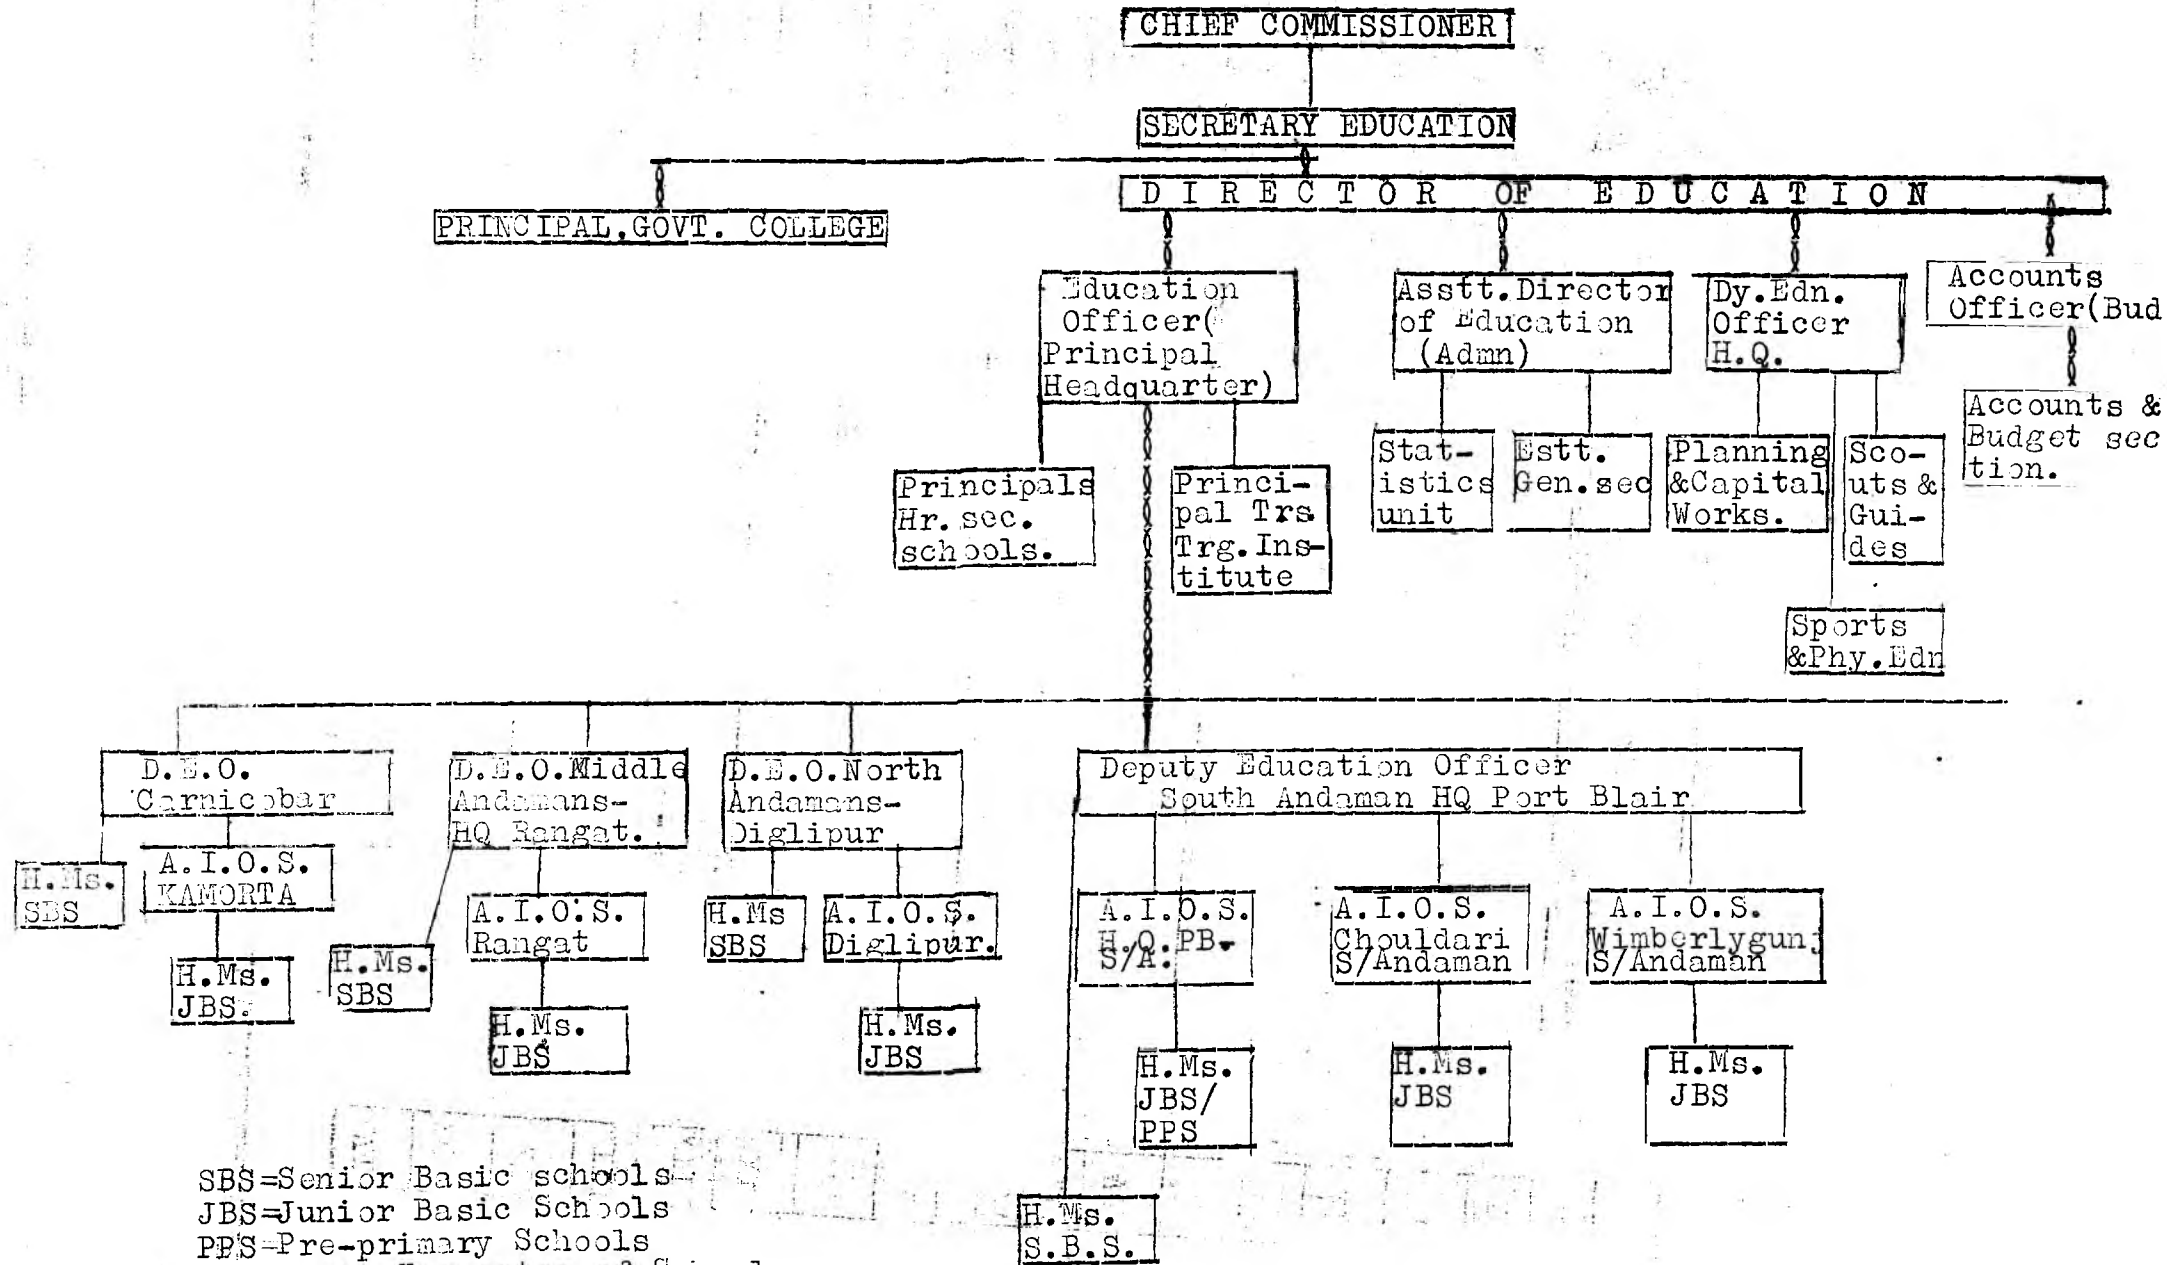 CHIEF COMMISSIONER
SECRETARY EDUCATION
DIRECTOR OF EDUCATION
PRINCIPAL,GOVT. COLLEGE
Education
Officer(
Principal
Headquarter)
Asstt.Director
of Education
(Admn)
Dy.Edn.
Officer
H.Q.
Accounts
Officer(Bud
Principals
Hr.sec.
schools.
Princi-
pal Trs
Trg.Ins-
titute
Stat-
istics
unit
Estt.
Gen.sec
Planning
&Capital
Works.
Sco-
uts &
Gui-
des
Accounts &
Budget sec
tion.
Sports
&Phy.Edn
D.E.O.
Carnicobar
D.E.O.Middle
Andamans-
HQ Rangat.
D.E.O.North
Andamans-
Diglipur
Deputy Education Officer
South Andaman HQ Port Blair
H.Ms.
SBS
A.I.O.S.
KAMORTA
H.Ms.
JBS.
H.Ms.
SBS
A.I.O.S.
Rangat
H.Ms.
JBS
H.Ms
SBS
A.I.O.S.
Diglipur.
H.Ms.
JBS
A.I.O.S.
H.Q.PB.
S/A.
A.I.O.S.
Chouldari
S/Andaman
A.I.O.S.
Wimberlygunj
S/Andaman
H.Ms.
JBS/
PPS
H.Ms.
JBS
H.Ms.
JBS
H.Ms.
S.B.S.
SBS=Senior Basic schools
JBS=Junior Basic Schools
PPS=Pre-primary Schools